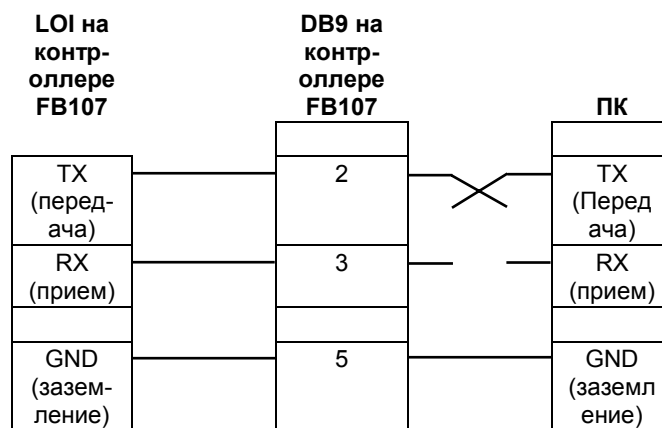 LOI на
контр-
оллере
FB107
DB9 на
контр-
оллере
FB107
ПК
TX
(перед-
ача)
2
TX
(Перед
ача)
RX
(прием)
3
RX
(прием)
GND
(зазем-
ление)
5
GND
(заземл
ение)